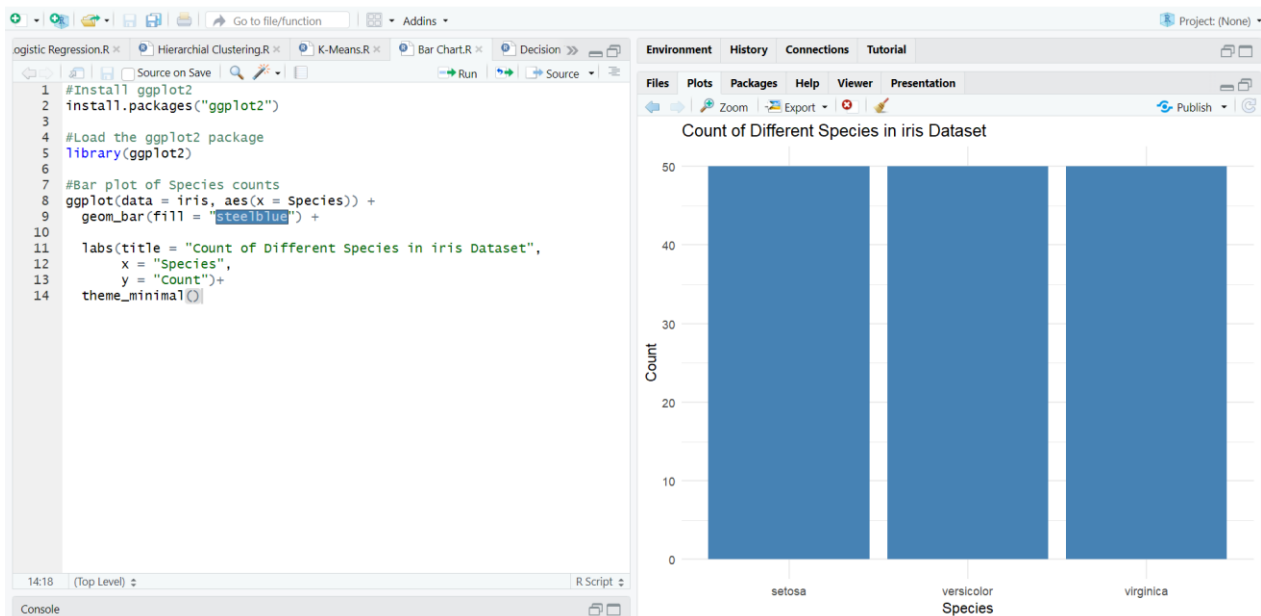 Go to file/function
Addins
Project: (None)
ogistic Regression.R
Hierarchial Clustering.R
K-Means.R
Bar Chart.R
Decision
Source on Save
Run
Source
1 #Install ggplot2
2 install.packages("ggplot2")
3
4 #Load the ggplot2 package
5 library(ggplot2)
6
7 #Bar plot of Species counts
8 ggplot(data = iris, aes(x = Species)) +
9 geom_bar(fill = "steelblue") +
10
11 labs(title = "Count of Different Species in iris Dataset",
12 x = "Species",
13 y = "Count")+
14 theme_minimal()
14:18 (Top Level) R Script
Console
Environment History Connections Tutorial
Files Plots Packages Help Viewer Presentation
Zoom Export Publish
Count of Different Species in iris Dataset
50
40
30
20
10
0
Count
setosa versicolor virginica
Species